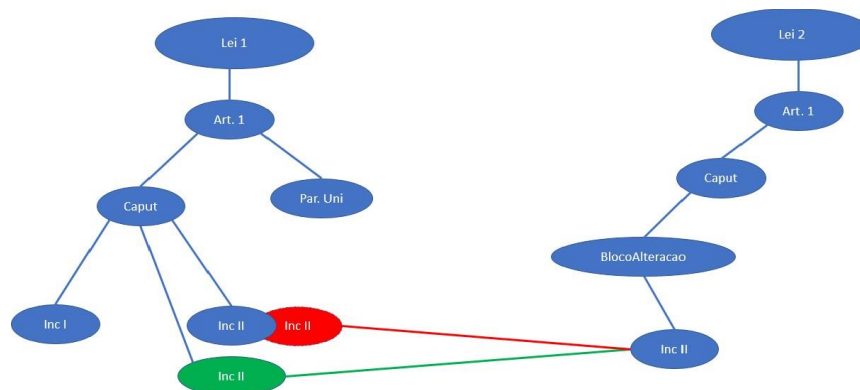 Lei 1
Lei 2
Art. 1
Art. 1
Caput
Par. Uni
Caput
BlocoAlteracao
Inc I
Inc II
Inc II
Inc II
Inc II